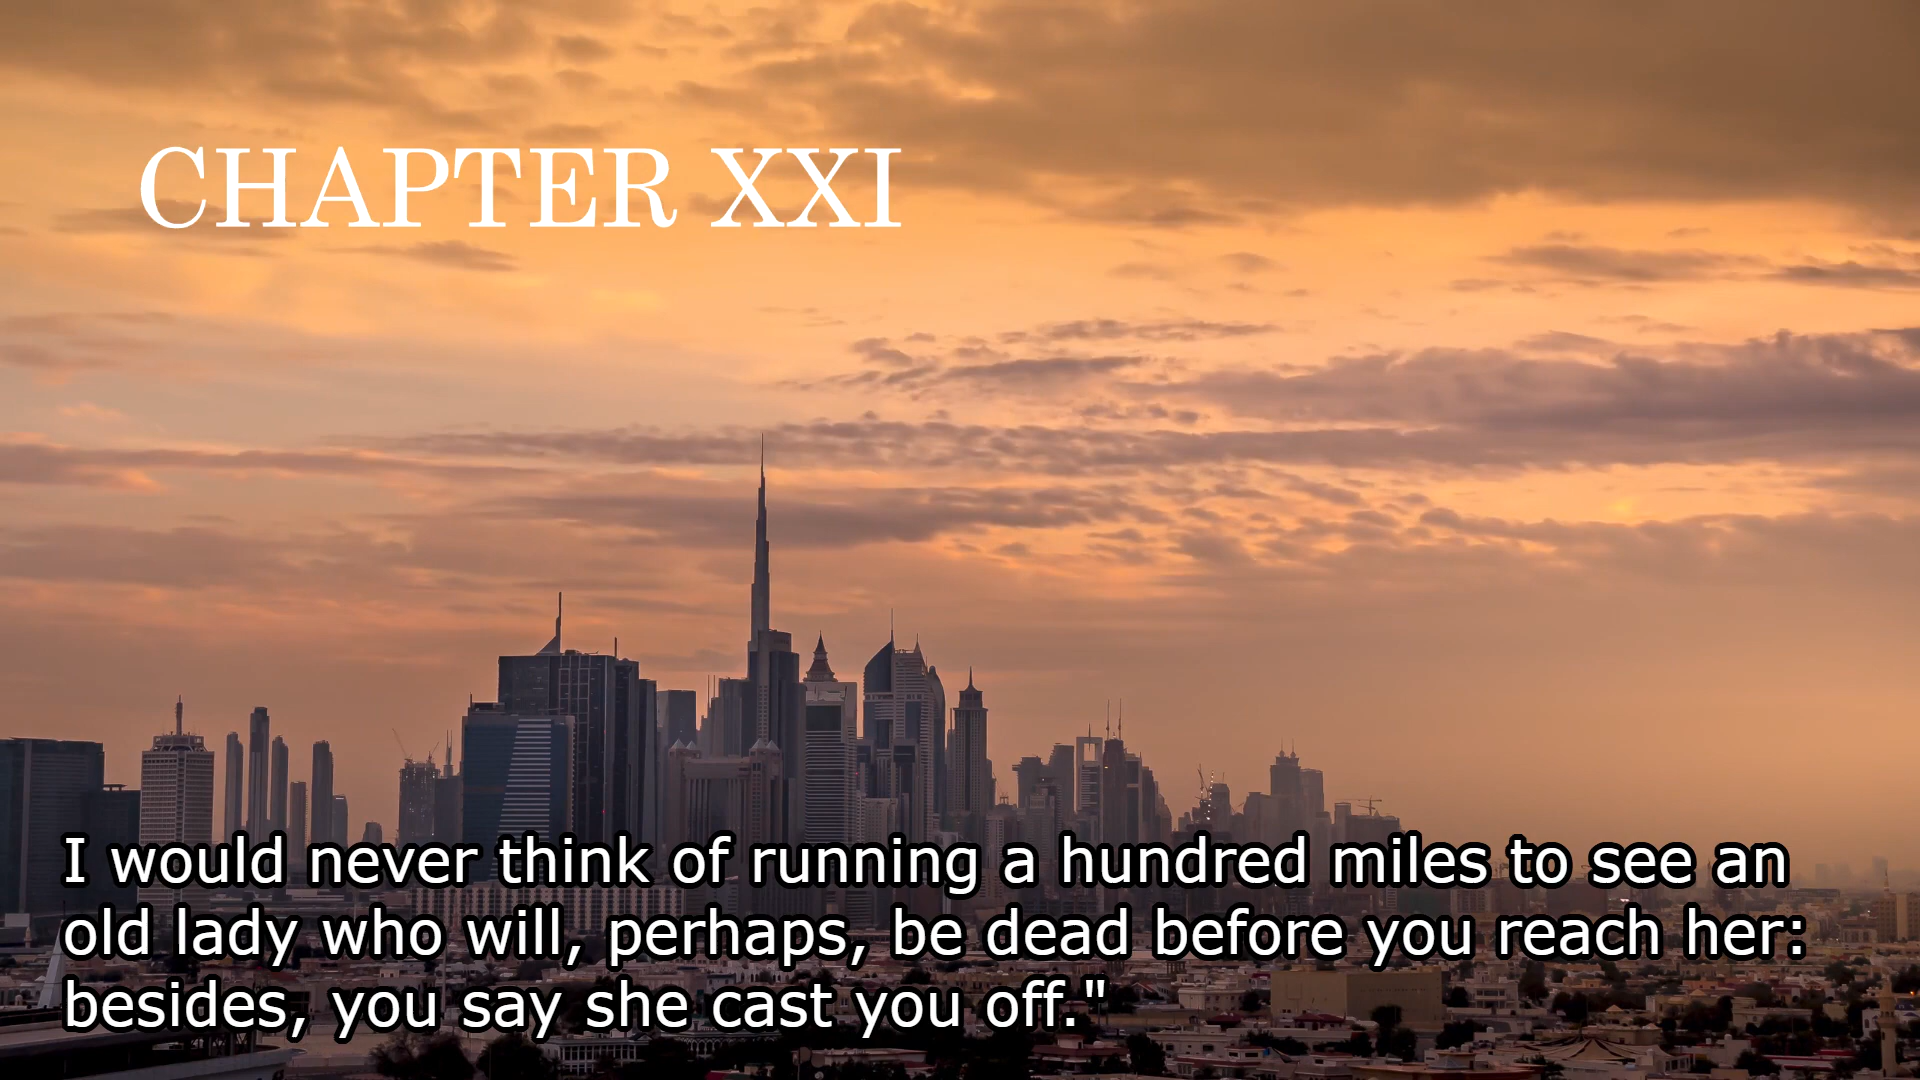 CHAPTER XXI
I would never think of running a hundred miles to see an
old lady who will, perhaps, be dead before you reach her:
besides, you say she cast you off."